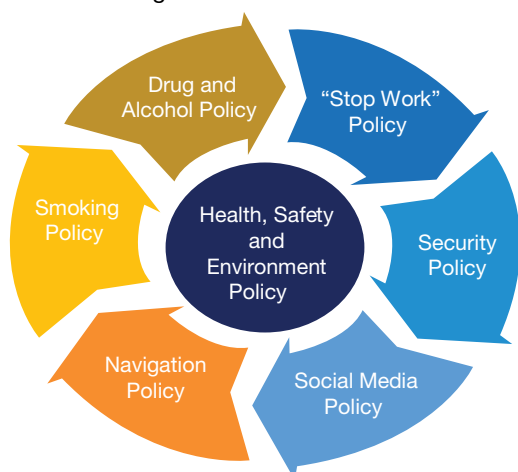 Drug and
Alcohol Policy
“Stop Work”
Policy
Smoking
Policy
Health, Safety
and
Environment
Policy
Security
Policy
Navigation
Policy
Social Media
Policy